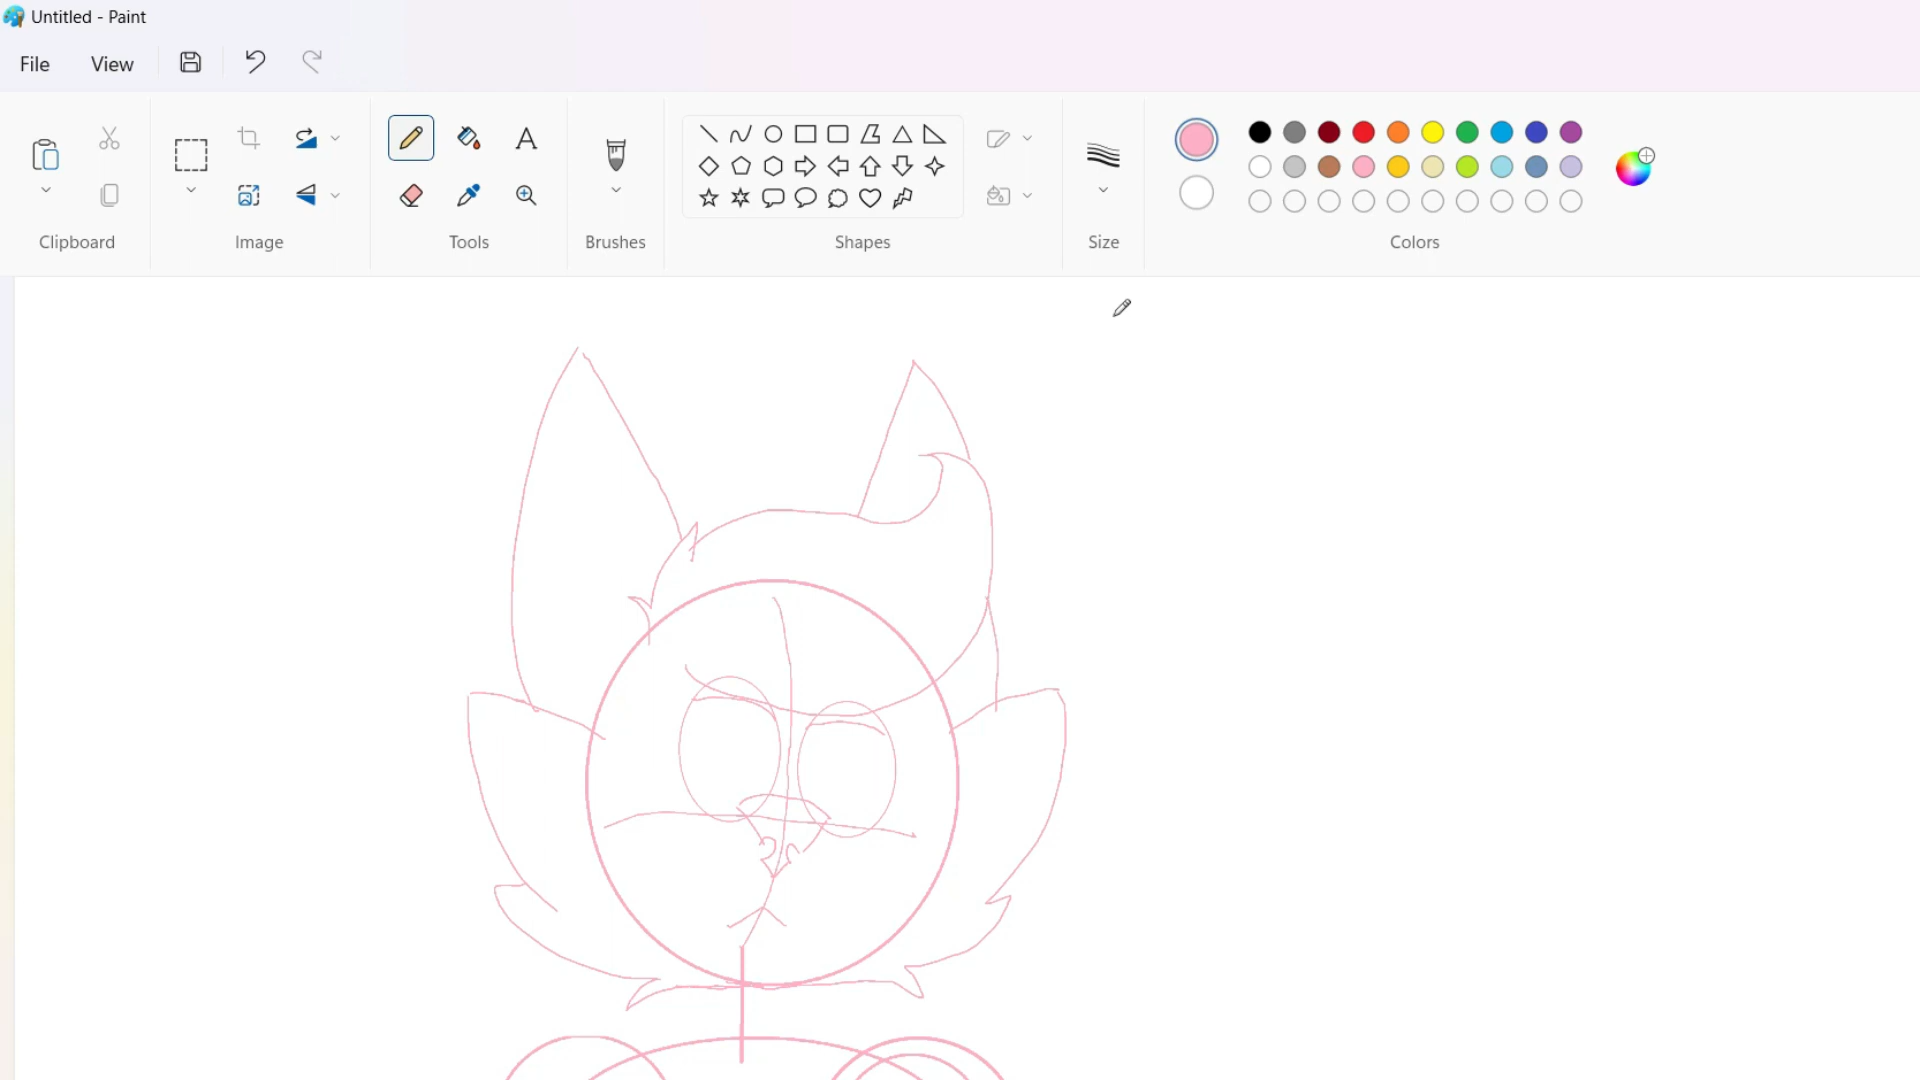 Untitled - Paint
File View
A
Clipboard Image Tools Brushes Shapes Size Colors